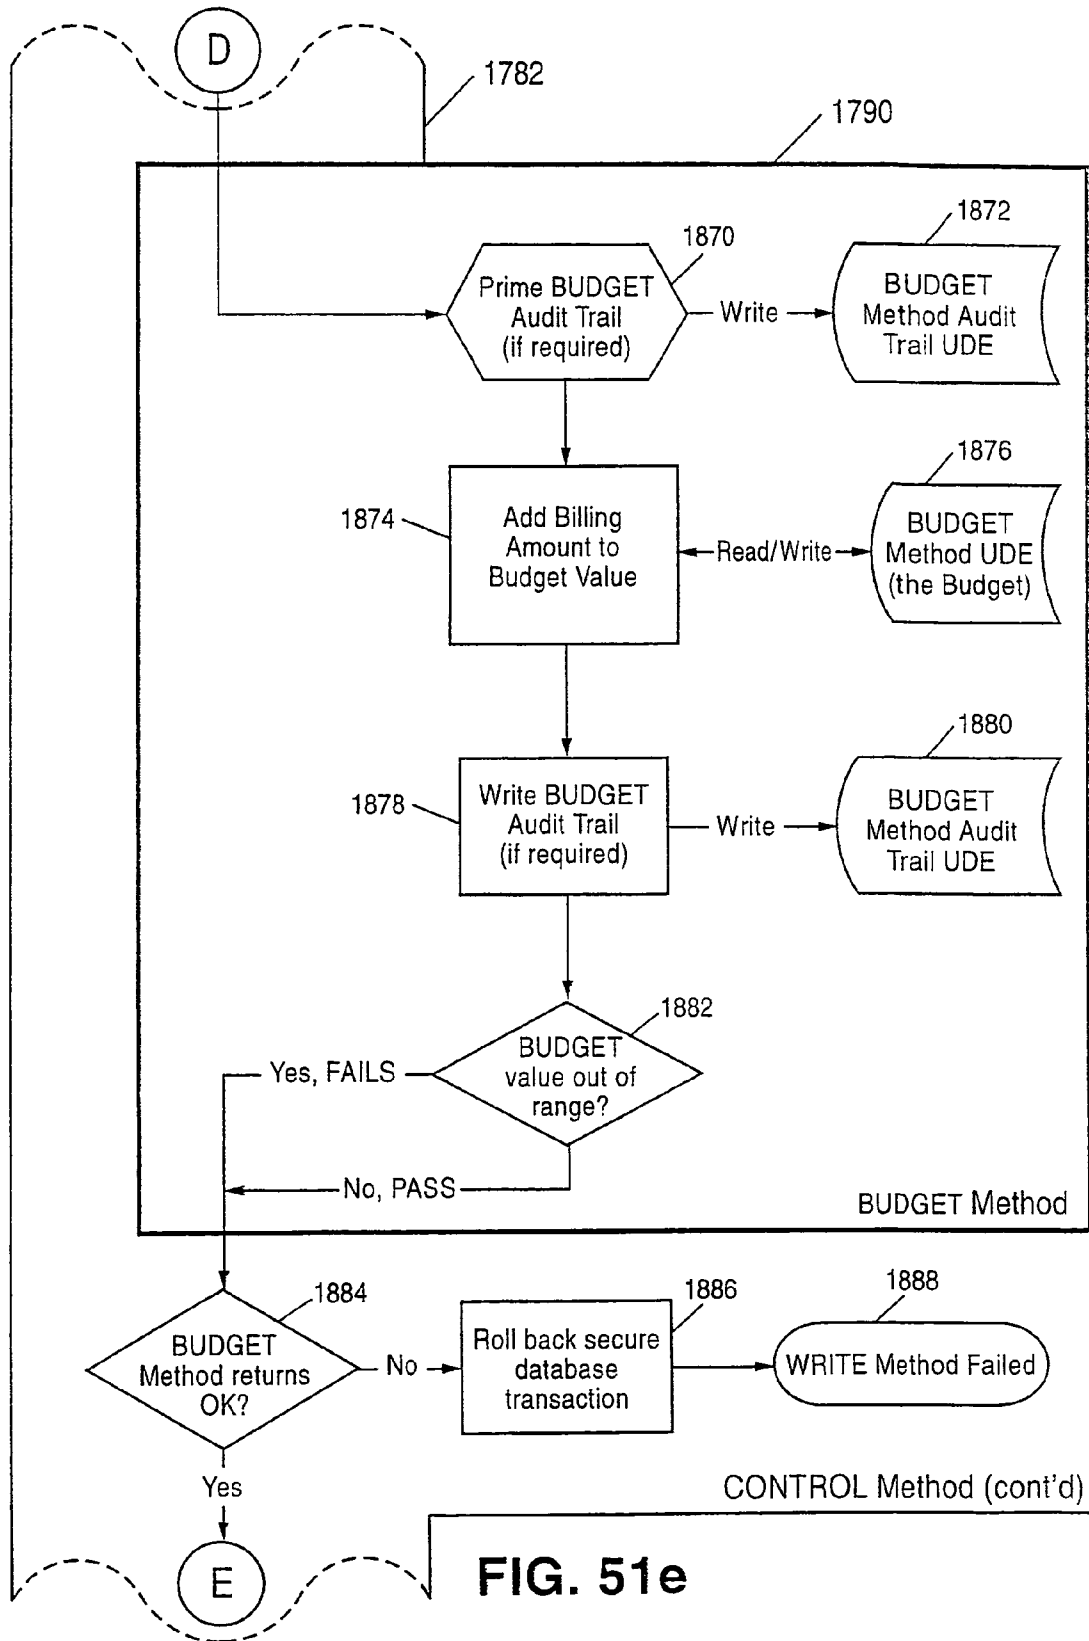 D
1782
1790
1870
1872
Prime BUDGET
Audit Trail
(if required)
Write
BUDGET
Method Audit
Trail UDE
1874
Add Billing
Amount to
Budget Value
Read/Write
1876
BUDGET
Method UDE
(the Budget)
1878
Write BUDGET
Audit Trail
(if required)
Write
1880
BUDGET
Method Audit
Trail UDE
1882
BUDGET
value out of
range?
Yes, FAILS
No, PASS
BUDGET Method
1884
BUDGET
Method returns
OK?
No
1886
Roll back secure
database
transaction
1888
WRITE Method Failed
Yes
CONTROL Method (cont'd)
E
FIG. 51e